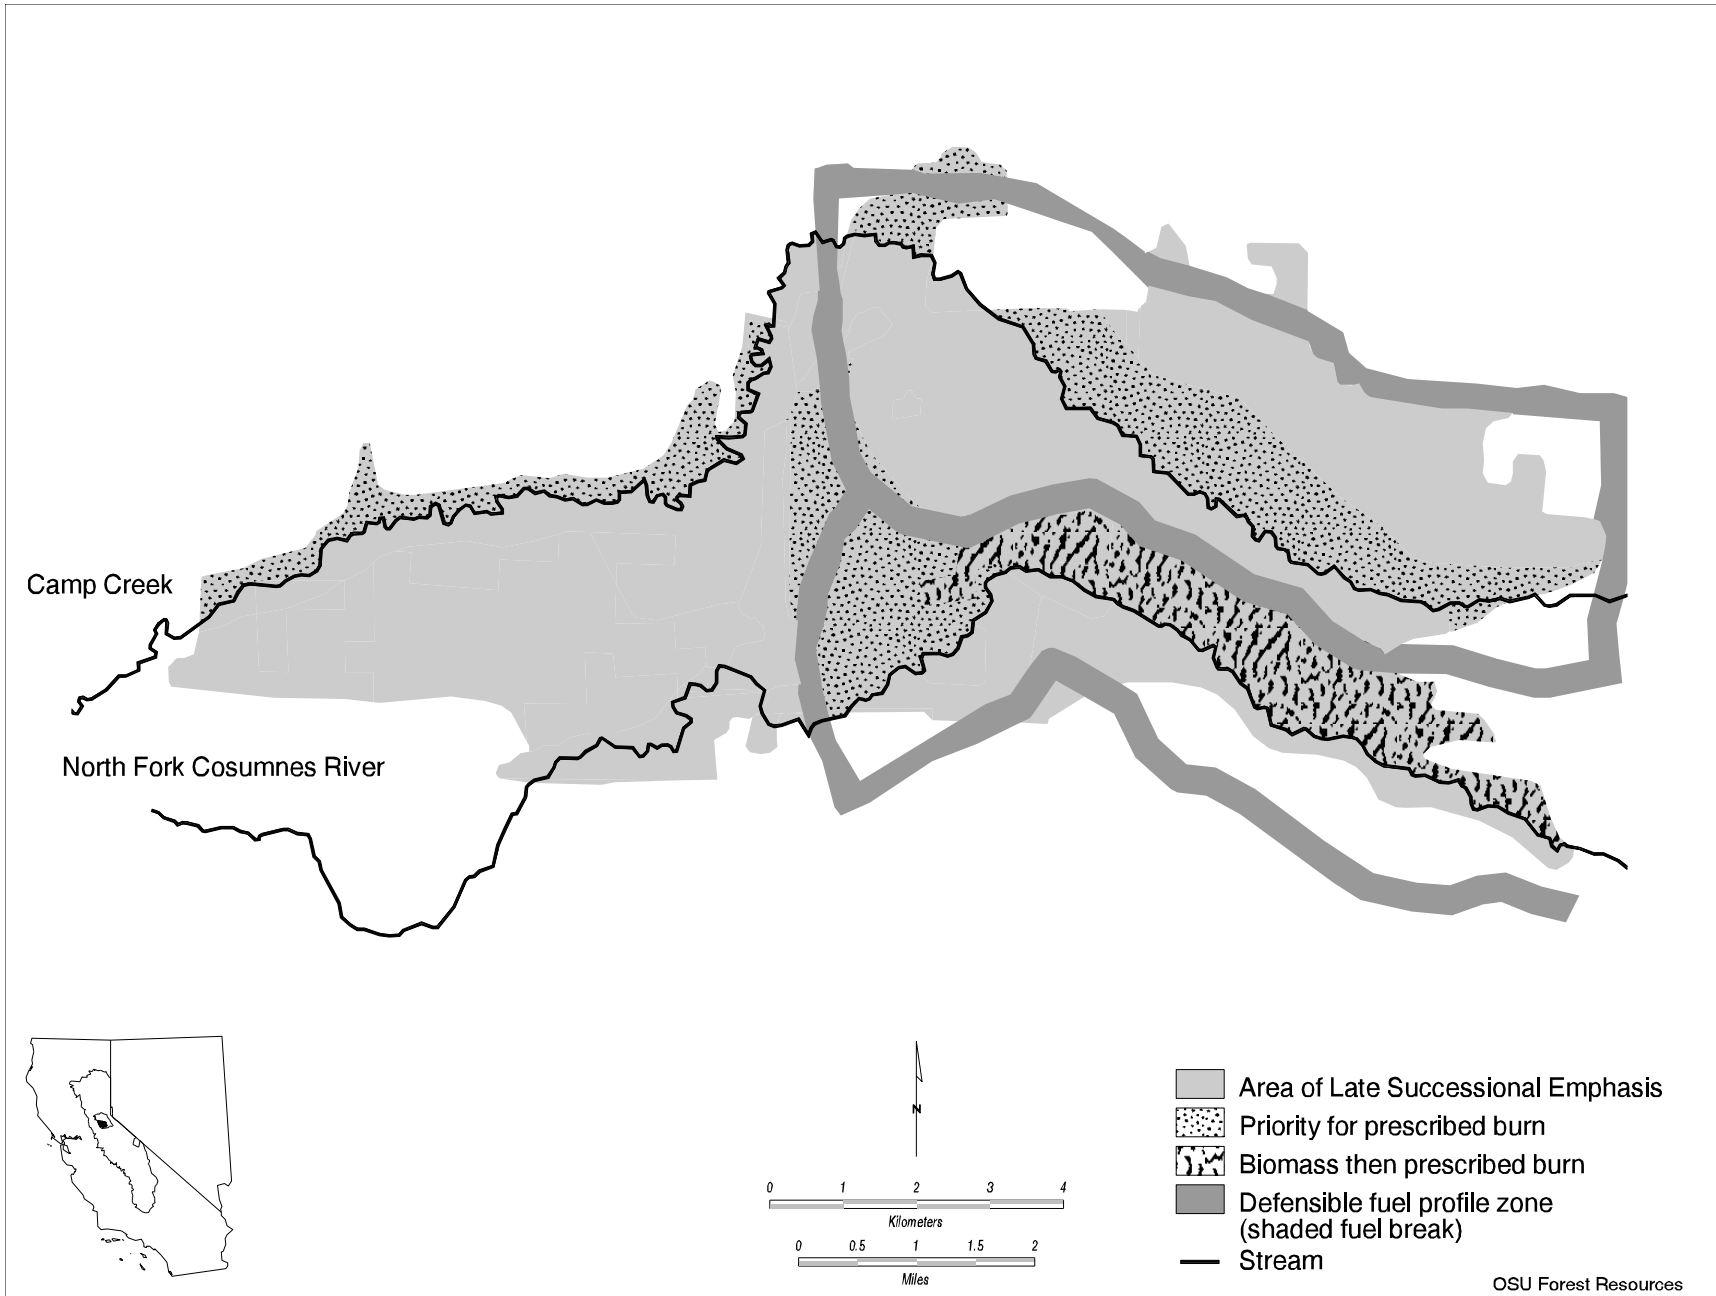 Camp Creek
North Fork Cosumnes River
N
0 1 2 3 4
Kilometers
0 0.5 1 1.5 2
Miles
Area of Late Successional Emphasis
Priority for prescribed burn
Biomass then prescribed burn
Defensible fuel profile zone
(shaded fuel break)
Stream
OSU Forest Resources